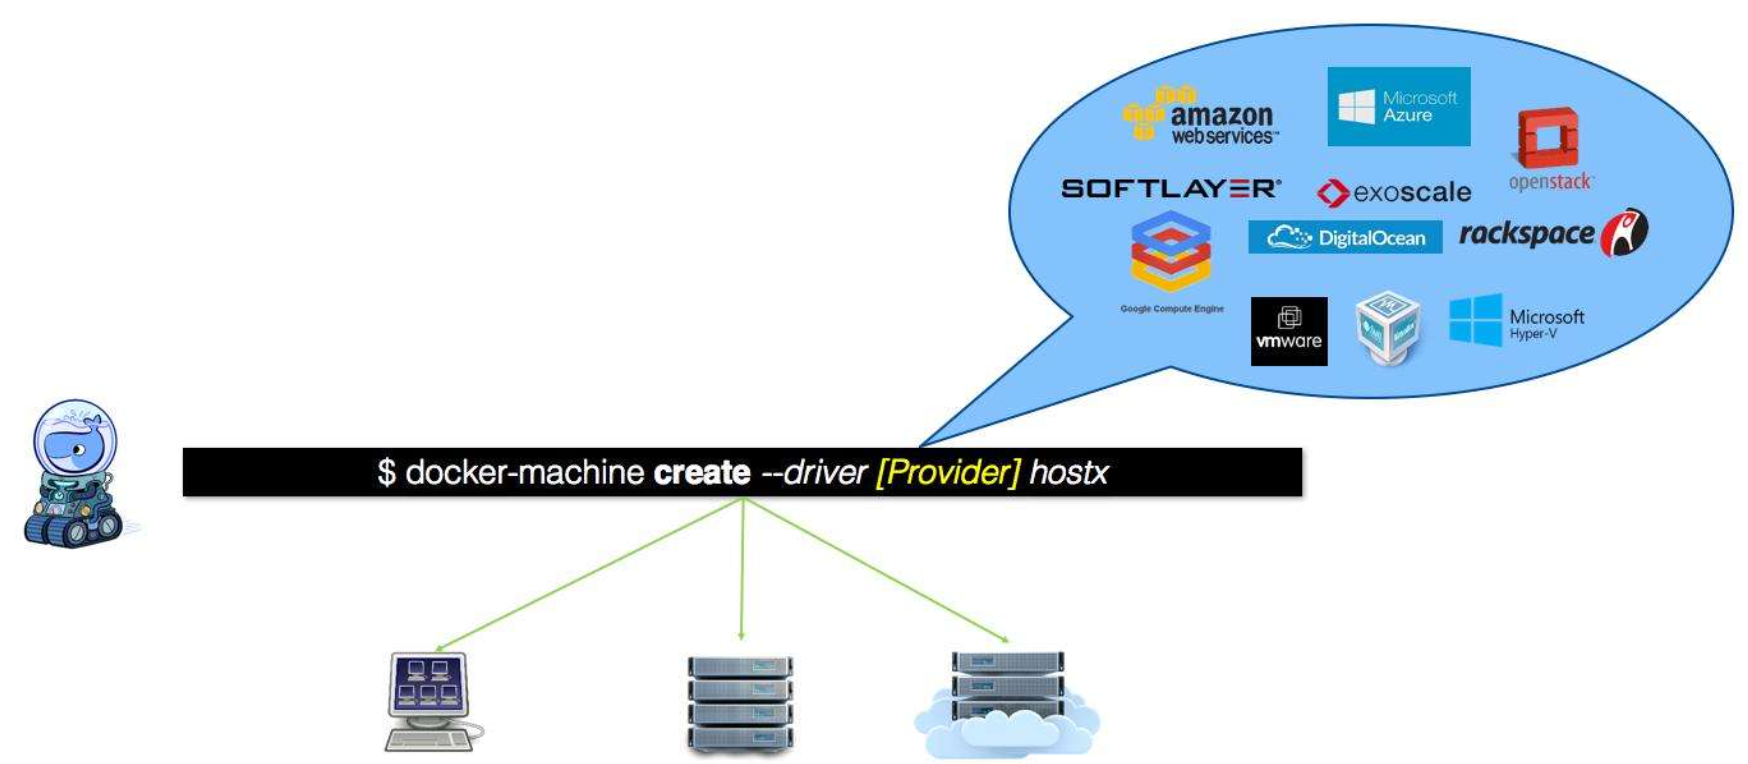 amazon
webservices™
Microsoft
Azure
openstack™
SOFTLAYER®
exoscale
DigitalOcean
rackspace
Google Compute Engine
vmware
Microsoft
Hyper-V
$ docker-machine create --driver [Provider] hostx